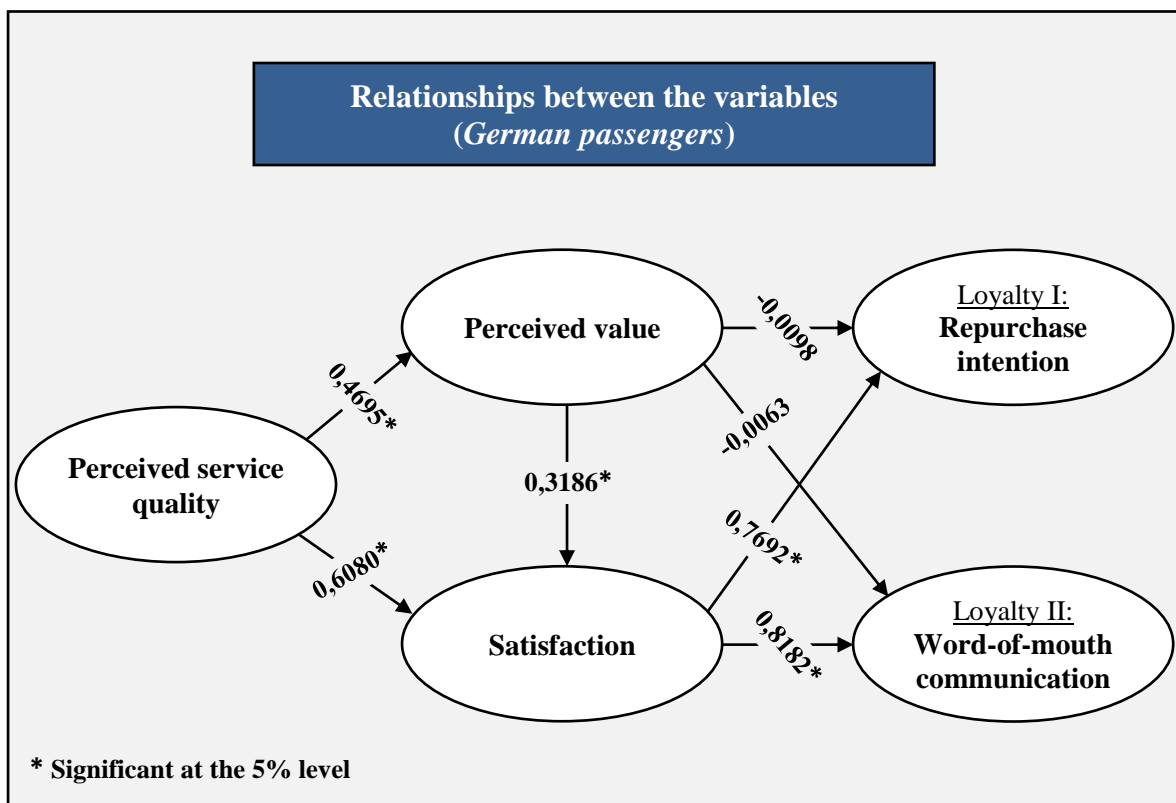 Relationships between the variables
(German passengers)
Perceived value
-0,0098
Loyalty I:
Repurchase
intention
0,4695*
-0,0063
Perceived service
quality
0,3186*
0,7692*
0,6080*
Satisfaction
0,8182*
Loyalty II:
Word-of-mouth
communication
* Significant at the 5% level